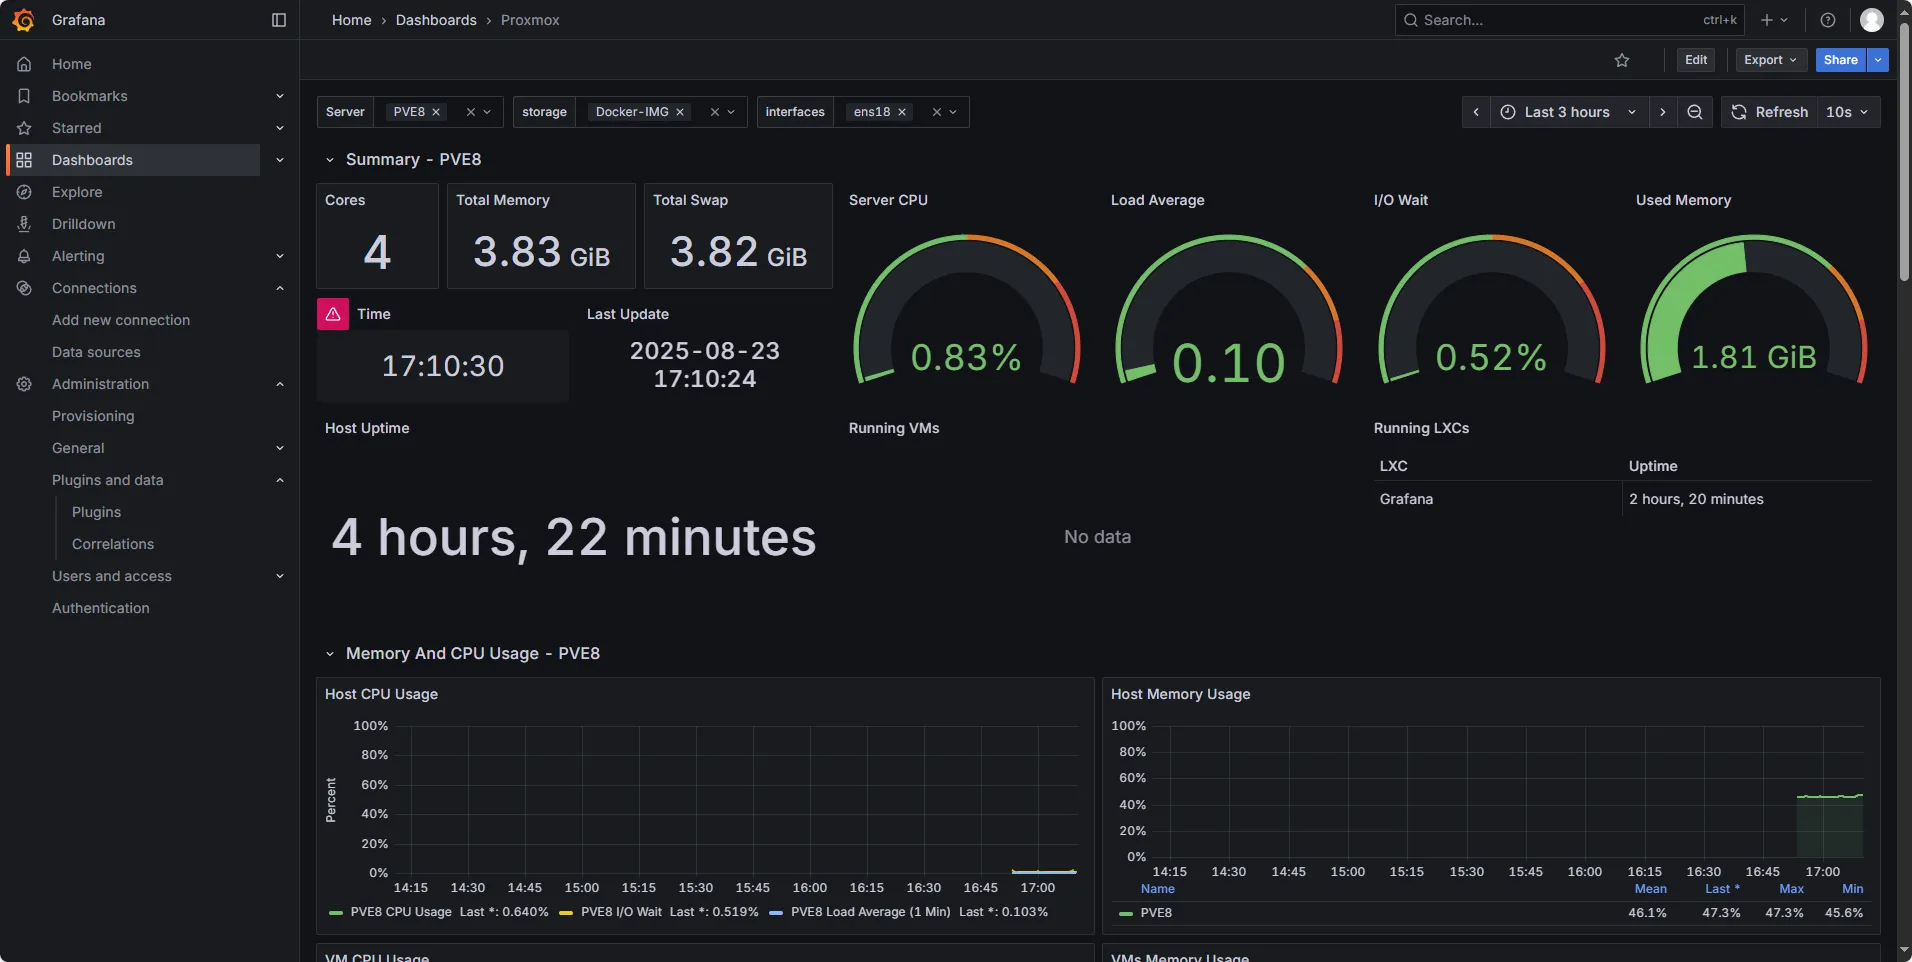 Grafana
Home › Dashboards › Proxmox
Search...
ctrl+k
Edit
Export
Share
Home
Bookmarks
Starred
Dashboards
Explore
Drilldown
Alerting
Connections
Add new connection
Data sources
Administration
Provisioning
General
Plugins and data
Plugins
Correlations
Users and access
Authentication
Server PVE8
storage Docker-IMG
interfaces ens18
Last 3 hours
Refresh 10s
Summary - PVE8
Cores
4
Total Memory
3.83 GiB
Total Swap
3.82 GiB
Time
17:10:30
Last Update
2025-08-23
17:10:24
Server CPU
0.83%
Load Average
0.10
I/O Wait
0.52%
Used Memory
1.81 GiB
Host Uptime
4 hours, 22 minutes
Running VMs
No data
Running LXCs
LXC Uptime
Grafana 2 hours, 20 minutes
Memory And CPU Usage - PVE8
Host CPU Usage
Percent
100%
80%
60%
40%
20%
0%
14:15 14:30 14:45 15:00 15:15 15:30 15:45 16:00 16:15 16:30 16:45 17:00
PVE8 CPU Usage Last *: 0.640% PVE8 I/O Wait Last *: 0.519% PVE8 Load Average (1 Min) Last *: 0.103%
Host Memory Usage
100%
80%
60%
40%
20%
0%
14:15 14:30 14:45 15:00 15:15 15:30 15:45 16:00 16:15 16:30 16:45 17:00
Name Mean Last * Max Min
PVE8 46.1% 47.3% 47.3% 45.6%
VM CPU Usage
VMs Memory Usage